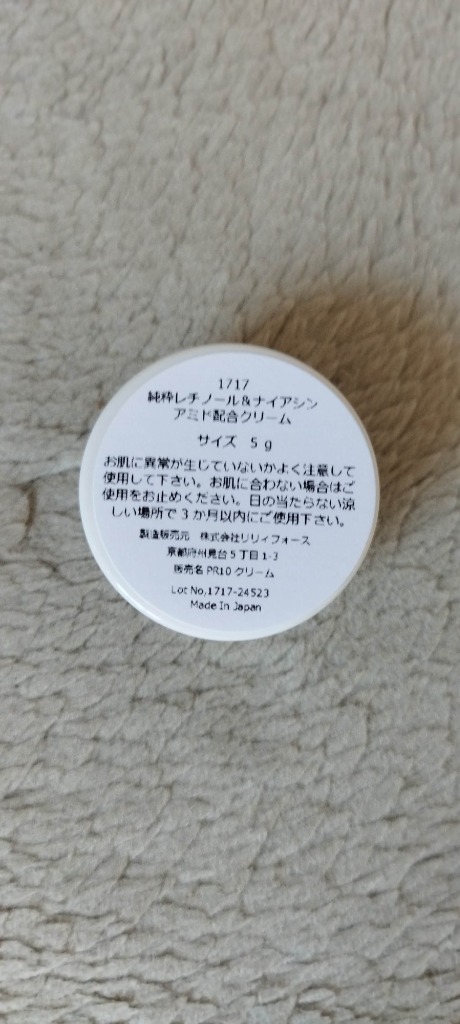 1717
純粋レチノール&ナイアシン
アミド配合クリーム
サイズ 5g
お肌に異常が生じていないかよく注意して
使用して下さい。お肌に合わない場合はご
使用をお止めください。日の当たらない涼
しい場所で3か月以内にご使用下さい。
製造販売元 株式会社リリィフォース
京都府州見台5丁目1-3
販売名 PR10 クリーム
Lot No,1717-24523
Made In Japan